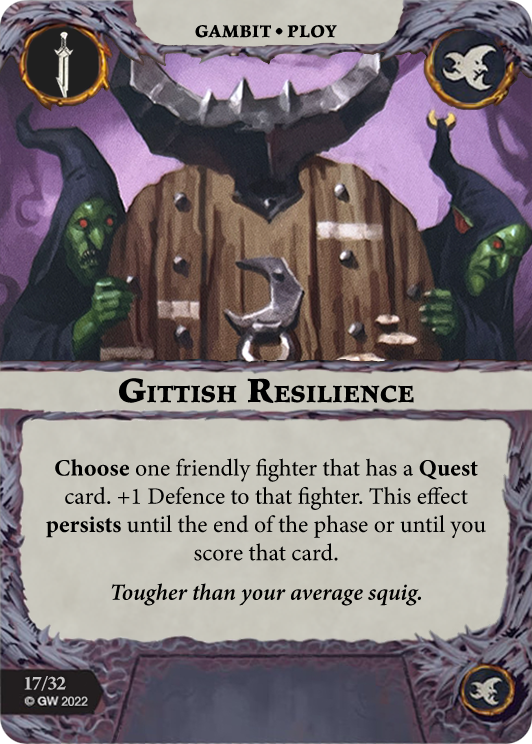 GAMBIT • PLOY
GITTISH RESILIENCE
Choose one friendly fighter that has a Quest
card. +1 Defence to that fighter. This effect
persists until the end of the phase or until you
score that card.
Tougher than your average squig.
17/32
© GW 2022